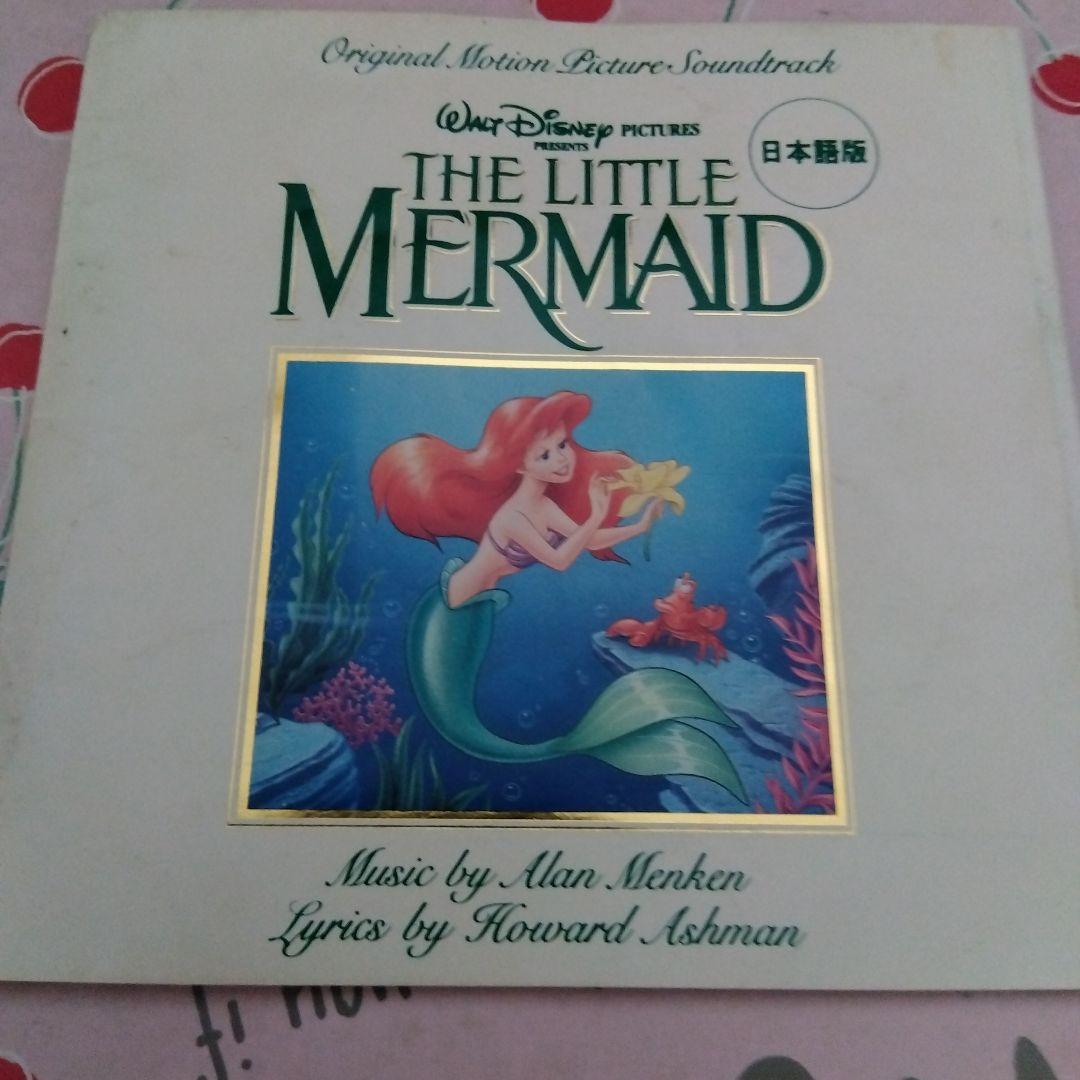 Original Motion Picture Soundtrack
WALT DISNEY PICTURES
PRESENTS
日本語版
THE LITTLE
MERMAID
Music by Alan Menken
Lyrics by Howard Ashman